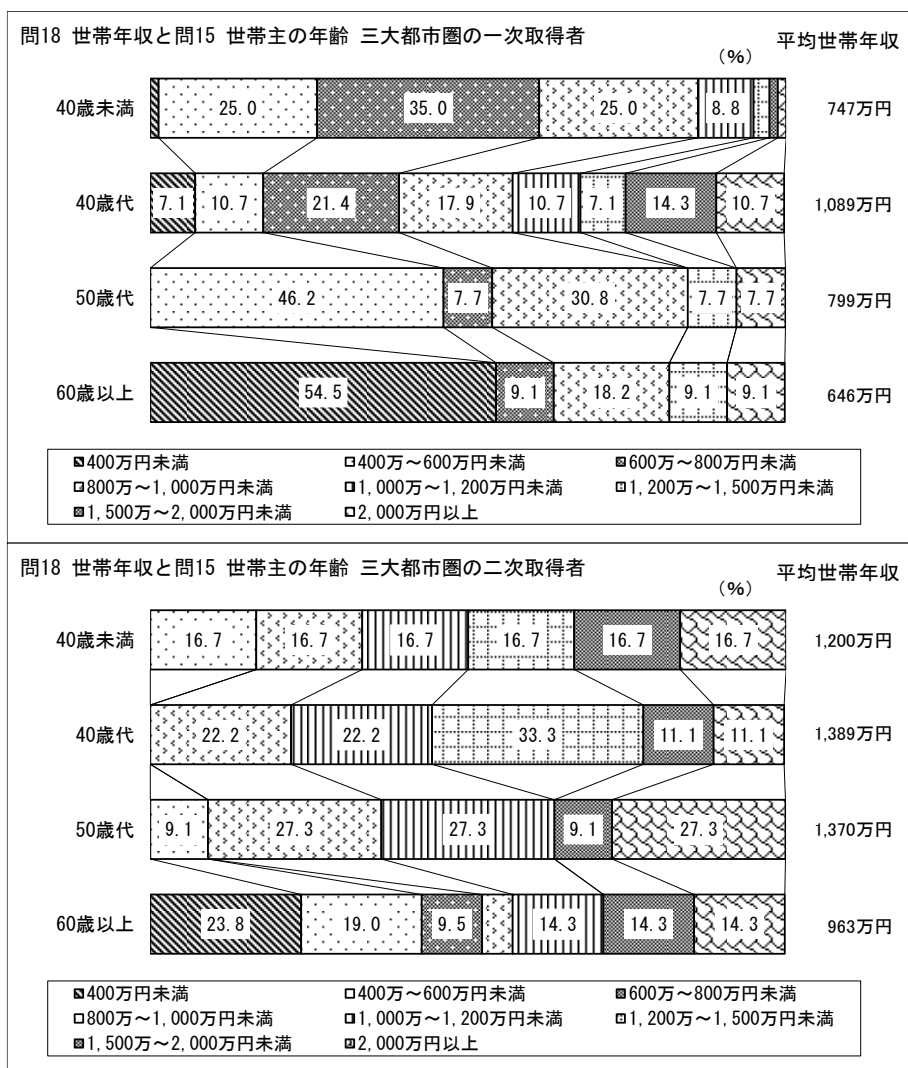 問18 世帯年収と問15 世帯主の年齢 三大都市圏の一次取得者
(%) 平均世帯年収
40歳未満 25.0 35.0 25.0 8.8 747万円
40歳代 7.1 10.7 21.4 17.9 10.7 7.1 14.3 10.7 1,089万円
50歳代 46.2 7.7 30.8 7.7 7.7 799万円
60歳以上 54.5 9.1 18.2 9.1 9.1 646万円
400万円未満 400万~600万円未満 600万~800万円未満
800万~1,000万円未満 1,000万~1,200万円未満 1,200万~1,500万円未満
1,500万~2,000万円未満 2,000万円以上
問18 世帯年収と問15 世帯主の年齢 三大都市圏の二次取得者
(%) 平均世帯年収
40歳未満 16.7 16.7 16.7 16.7 16.7 16.7 1,200万円
40歳代 22.2 22.2 33.3 11.1 11.1 1,389万円
50歳代 9.1 27.3 27.3 9.1 27.3 1,370万円
60歳以上 23.8 19.0 9.5 14.3 14.3 14.3 963万円
400万円未満 400万~600万円未満 600万~800万円未満
800万~1,000万円未満 1,000万~1,200万円未満 1,200万~1,500万円未満
1,500万~2,000万円未満 2,000万円以上